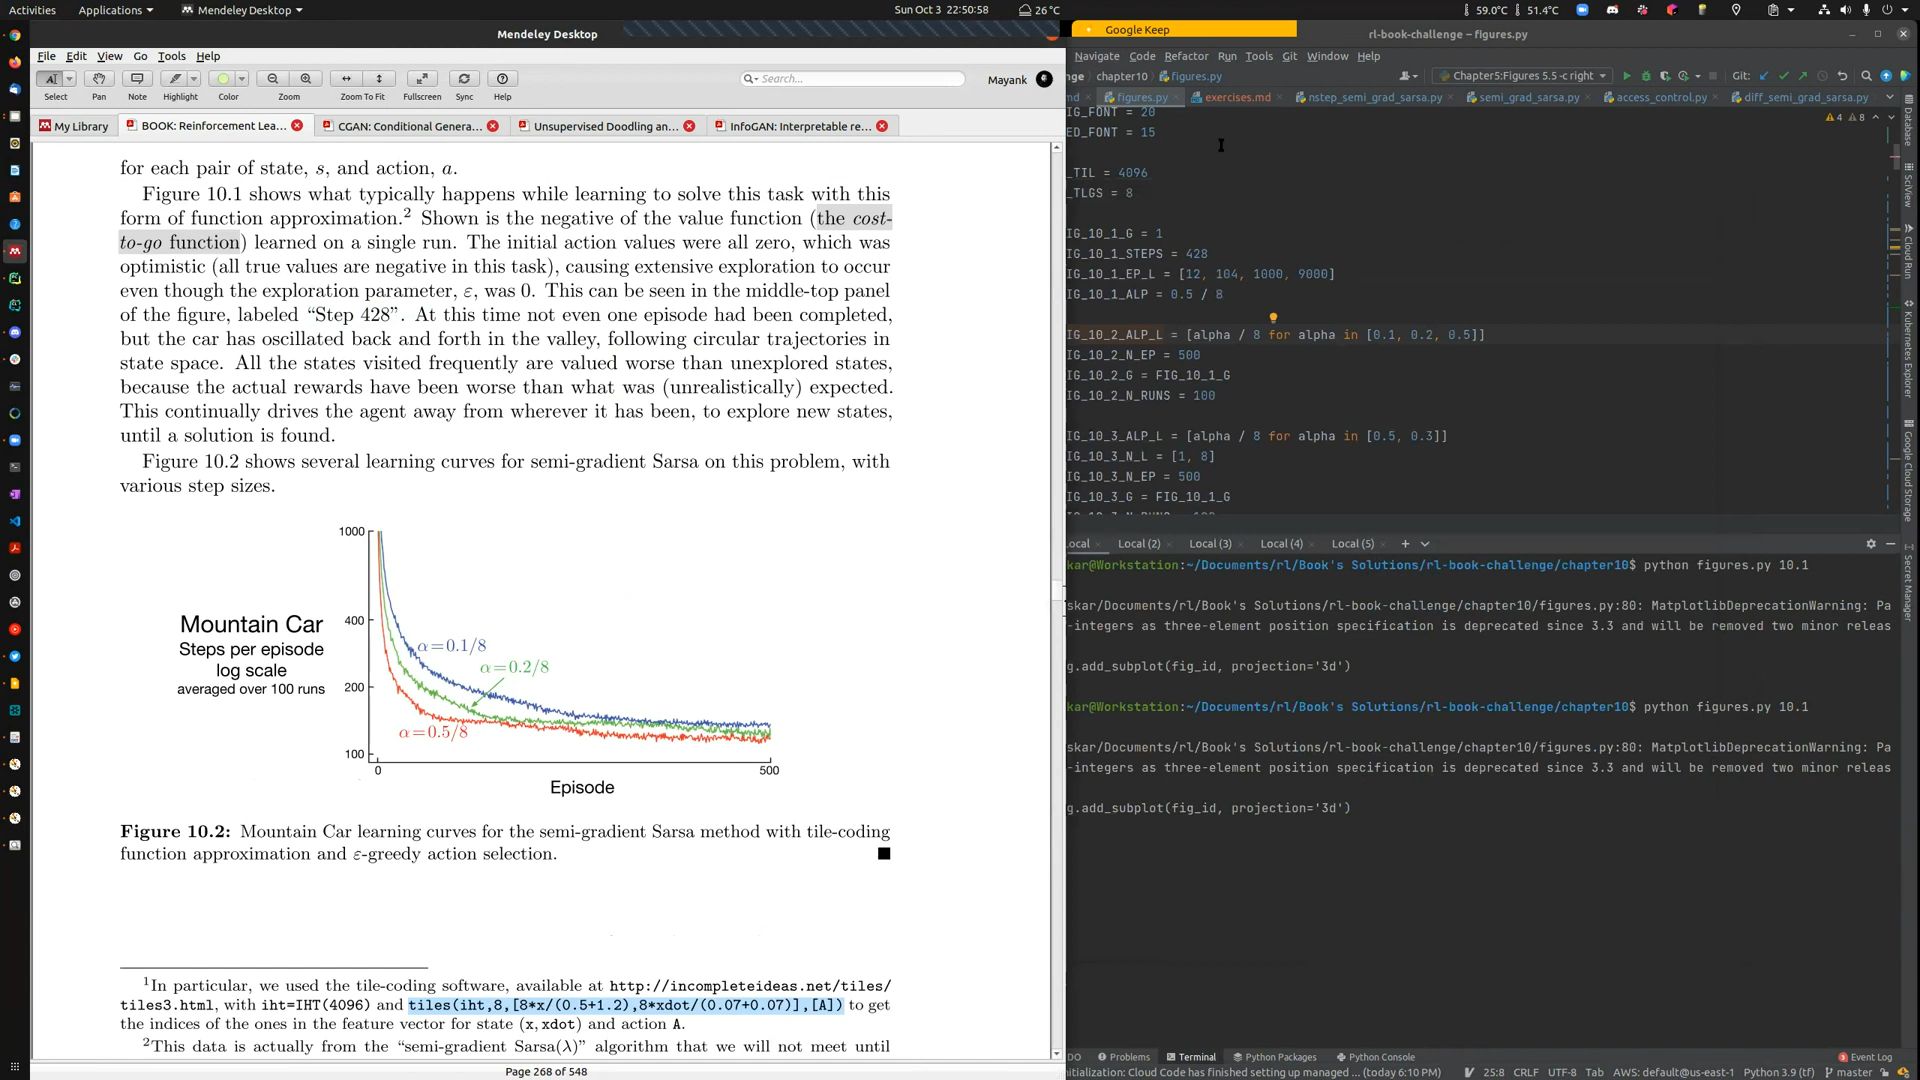 Activities Applications Mendeley Desktop Sun Oct 3 22:50:58 26 °C 59.0°C 51.4°C
Mendeley Desktop
File Edit View Go Tools Help
Select Pan Note Highlight Color Zoom Zoom To Fit Fullscreen Sync Help
Search...
Mayank
My Library BOOK: Reinforcement Lea... CGAN: Conditional Genera... Unsupervised Doodling an... InfoGAN: Interpretable re...
for each pair of state, s, and action, a.
Figure 10.1 shows what typically happens while learning to solve this task with this
form of function approximation.2 Shown is the negative of the value function (the cost-
to-go function) learned on a single run. The initial action values were all zero, which was
optimistic (all true values are negative in this task), causing extensive exploration to occur
even though the exploration parameter, ε, was 0. This can be seen in the middle-top panel
of the figure, labeled “Step 428”. At this time not even one episode had been completed,
but the car has oscillated back and forth in the valley, following circular trajectories in
state space. All the states visited frequently are valued worse than unexplored states,
because the actual rewards have been worse than what was (unrealistically) expected.
This continually drives the agent away from wherever it has been, to explore new states,
until a solution is found.
Figure 10.2 shows several learning curves for semi-gradient Sarsa on this problem, with
various step sizes.
1000
400
200
100
Mountain Car
Steps per episode
log scale
averaged over 100 runs
α=0.1/8
α=0.2/8
α=0.5/8
0 500
Episode
Figure 10.2: Mountain Car learning curves for the semi-gradient Sarsa method with tile-coding
function approximation and ε-greedy action selection.
1In particular, we used the tile-coding software, available at http://incompleteideas.net/tiles/
tiles3.html, with iht=IHT(4096) and tiles(iht,8,[8*x/(0.5+1.2),8*xdot/(0.07+0.07)],[A]) to get
the indices of the ones in the feature vector for state (x, xdot) and action A.
2This data is actually from the “semi-gradient Sarsa(λ)” algorithm that we will not meet until
Page 268 of 548
Google Keep
rl-book-challenge – figures.py
Navigate Code Refactor Run Tools Git Window Help
nge chapter10 figures.py Chapter5:Figures 5.5 -c right Git:
md figures.py exercises.md nstep_semi_grad_sarsa.py semi_grad_sarsa.py access_control.py diff_semi_grad_sarsa.py
4 8
IG_FONT = 20
ED_FONT = 15
_TIL = 4096
_TLGS = 8
IG_10_1_G = 1
IG_10_1_STEPS = 428
IG_10_1_EP_L = [12, 104, 1000, 9000]
IG_10_1_ALP = 0.5 / 8
IG_10_2_ALP_L = [alpha / 8 for alpha in [0.1, 0.2, 0.5]]
IG_10_2_N_EP = 500
IG_10_2_G = FIG_10_1_G
IG_10_2_N_RUNS = 100
IG_10_3_ALP_L = [alpha / 8 for alpha in [0.5, 0.3]]
IG_10_3_N_L = [1, 8]
IG_10_3_N_EP = 500
IG_10_3_G = FIG_10_1_G
Local Local (2) Local (3) Local (4) Local (5)
skar@Workstation:~/Documents/rl/Book's Solutions/rl-book-challenge/chapter10$ python figures.py 10.1
skar/Documents/rl/Book's Solutions/rl-book-challenge/chapter10/figures.py:80: MatplotlibDeprecationWarning: Pa
-integers as three-element position specification is deprecated since 3.3 and will be removed two minor releas
g.add_subplot(fig_id, projection='3d')
skar@Workstation:~/Documents/rl/Book's Solutions/rl-book-challenge/chapter10$ python figures.py 10.1
skar/Documents/rl/Book's Solutions/rl-book-challenge/chapter10/figures.py:80: MatplotlibDeprecationWarning: Pa
-integers as three-element position specification is deprecated since 3.3 and will be removed two minor releas
g.add_subplot(fig_id, projection='3d')
DO Problems Terminal Python Packages Python Console Event Log
nitialization: Cloud Code has finished setting up managed ... (today 6:10 PM) 25:8 CRLF UTF-8 Tab AWS: default@us-east-1 Python 3.9 (tf) master
Database
SciView
Cloud Run
Kubernetes Explorer
Google Cloud Storage
Secret Manager